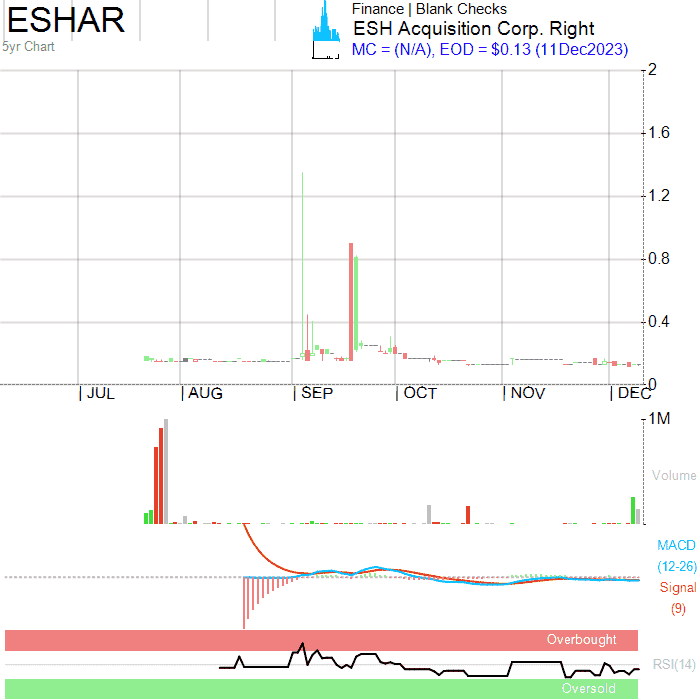 ESHAR
5yr Chart
Finance | Blank Checks
ESH Acquisition Corp. Right
MC = (N/A), EOD = $0.13 (11Dec2023)
2
1.6
1.2
0.8
0.4
0
| JUL | AUG | SEP | OCT | NOV | DEC
1M
Volume
MACD
(12-26)
Signal
(9)
Overbought
RSI(14)
Oversold